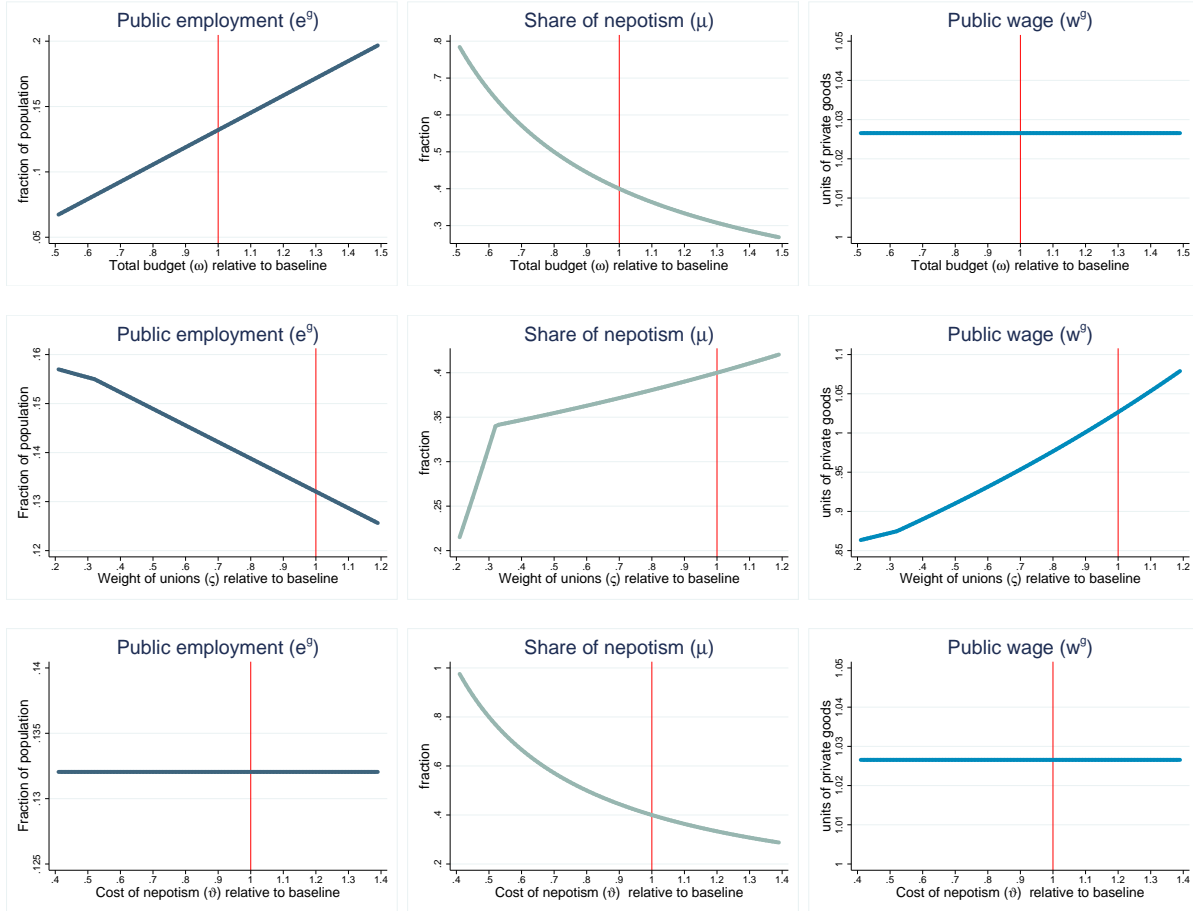 Public employment (e^g)
fraction of population
.05 .1 .15 .2
.5 .6 .7 .8 .9 1 1.1 1.2 1.3 1.4 1.5
Total budget (ω) relative to baseline
Share of nepotism (μ)
fraction
.3 .4 .5 .6 .7 .8
.5 .6 .7 .8 .9 1 1.1 1.2 1.3 1.4 1.5
Total budget (ω) relative to baseline
Public wage (w^g)
units of private goods
1 1.01 1.02 1.03 1.04 1.05
.5 .6 .7 .8 .9 1 1.1 1.2 1.3 1.4 1.5
Total budget (ω) relative to baseline
Public employment (e^g)
Fraction of population
.12 .13 .14 .15 .16
.2 .3 .4 .5 .6 .7 .8 .9 1 1.1 1.2
Weight of unions (ς) relative to baseline
Share of nepotism (μ)
fraction
.2 .25 .3 .35 .4
.2 .3 .4 .5 .6 .7 .8 .9 1 1.1 1.2
Weight of unions (ς) relative to baseline
Public wage (w^g)
units of private goods
.85 .9 .95 1 1.05 1.1
.2 .3 .4 .5 .6 .7 .8 .9 1 1.1 1.2
Weight of unions (ς) relative to baseline
Public employment (e^g)
Fraction of population
.125 .13 .135 .14
.4 .5 .6 .7 .8 .9 1 1.1 1.2 1.3 1.4
Cost of nepotism (ϑ) relative to baseline
Share of nepotism (μ)
fraction
.2 .4 .6 .8 1
.4 .5 .6 .7 .8 .9 1 1.1 1.2 1.3 1.4
Cost of nepotism (ϑ) relative to baseline
Public wage (w^g)
units of private goods
1 1.01 1.02 1.03 1.04 1.05
.4 .5 .6 .7 .8 .9 1 1.1 1.2 1.3 1.4
Cost of nepotism (ϑ) relative to baseline